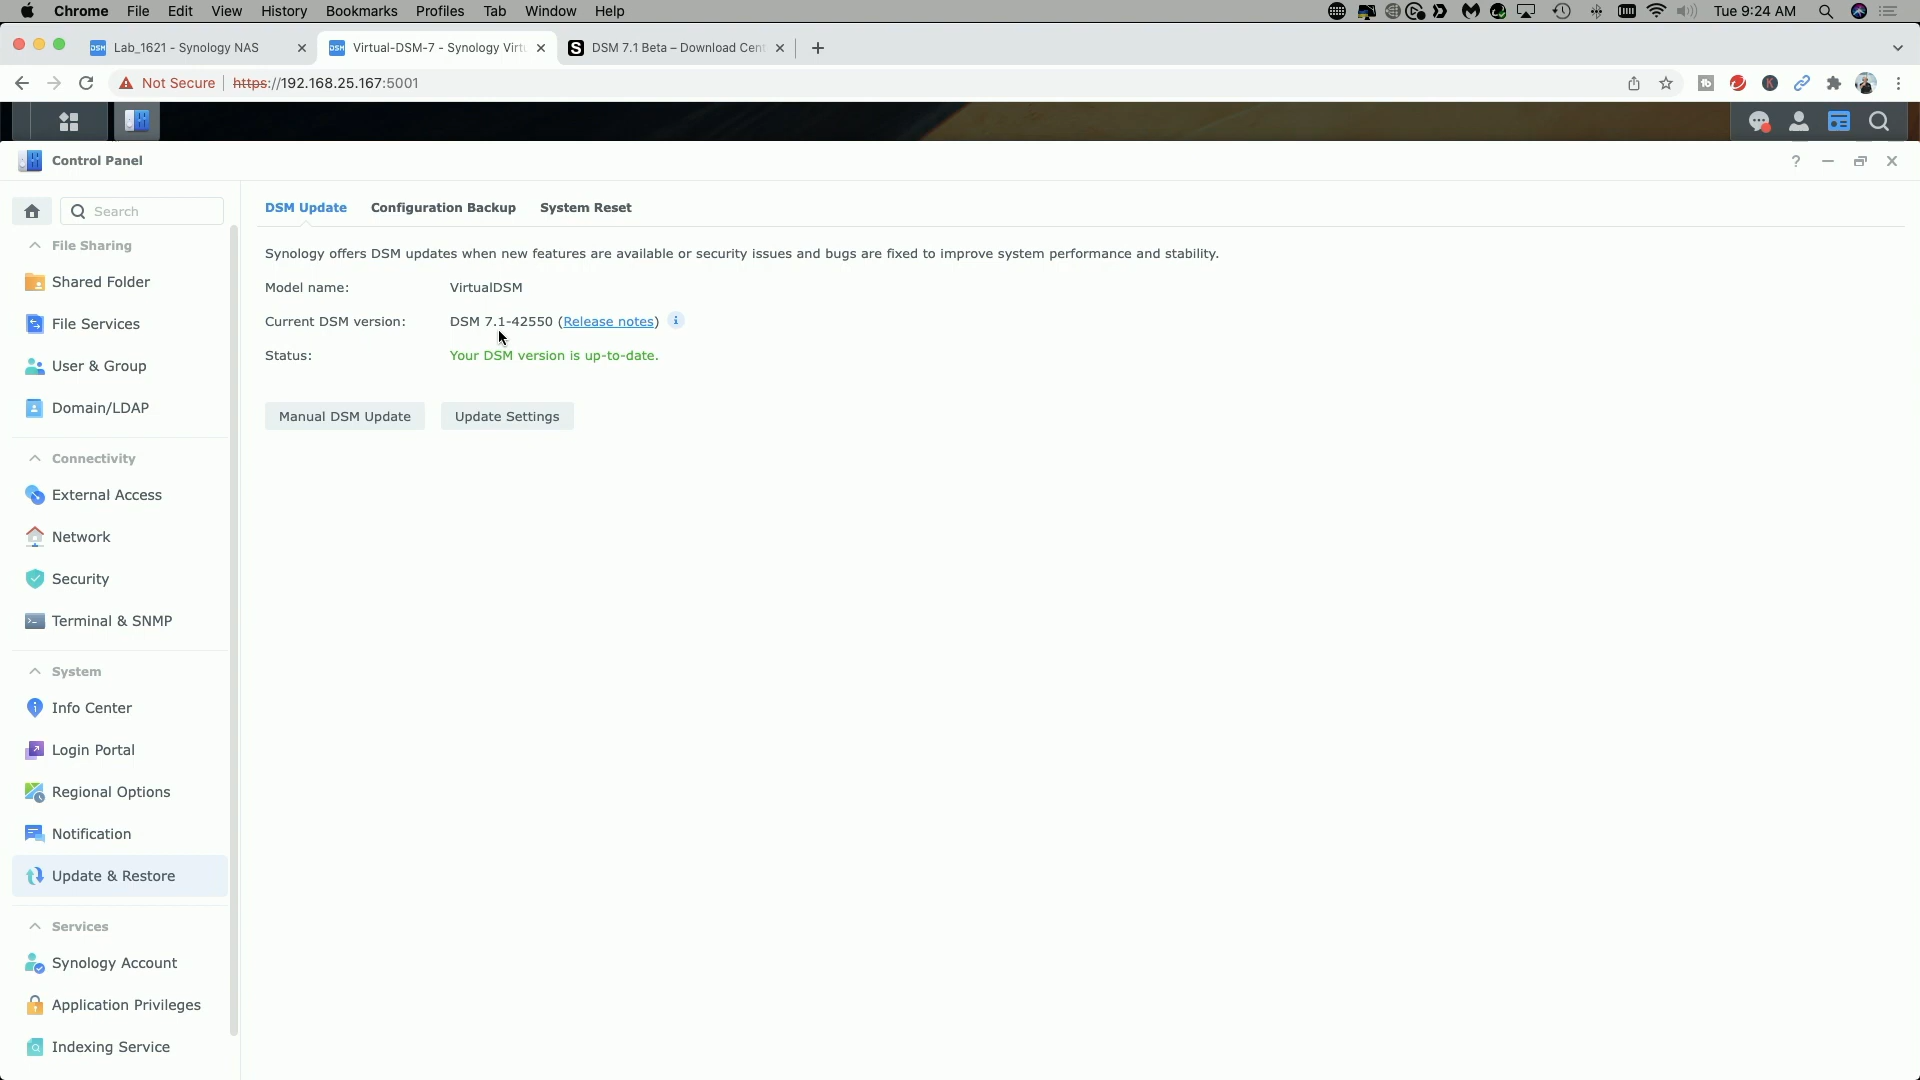 Chrome File Edit View History Bookmarks Profiles Tab Window Help Tue 9:24 AM
DSM Lab_1621 - Synology NAS DSM Virtual-DSM-7 - Synology Virtu S DSM 7.1 Beta – Download Cent
Not Secure https://192.168.25.167:5001
Control Panel
Search
File Sharing
Shared Folder
File Services
User & Group
Domain/LDAP
Connectivity
External Access
Network
Security
Terminal & SNMP
System
Info Center
Login Portal
Regional Options
Notification
Update & Restore
Services
Synology Account
Application Privileges
Indexing Service
DSM Update Configuration Backup System Reset
Synology offers DSM updates when new features are available or security issues and bugs are fixed to improve system performance and stability.
Model name: VirtualDSM
Current DSM version: DSM 7.1-42550 (Release notes)
Status: Your DSM version is up-to-date.
Manual DSM Update Update Settings